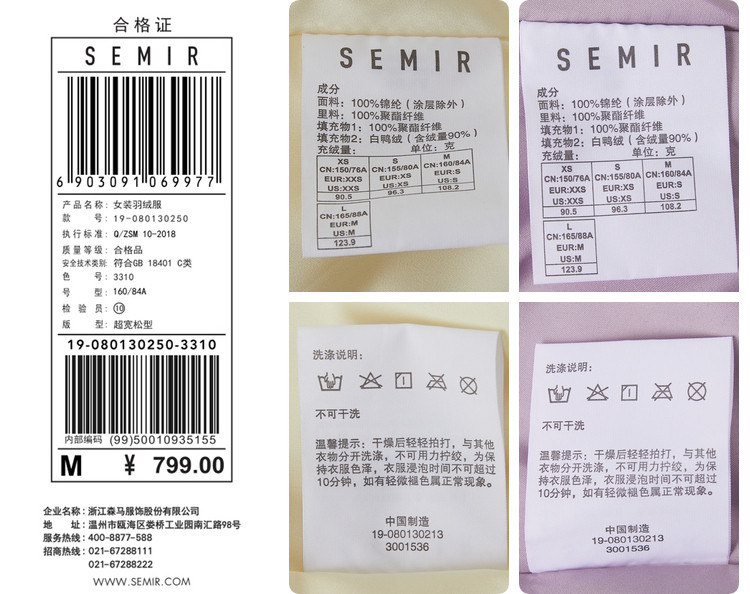 合格证
SEMIR
6 903091 069977
产品名称: 女装羽绒服
款 号: 19-080130250
执行标准: Q/ZSM 10-2018
质量等级: 合格品
安全技术类别: 符合GB 18401 C类
色 号: 3310
号 型: 160/84A
检 验 员: ⑩
版 型: 超宽松型
19-080130250-3310
内部编码 (99)50010935155
M ¥ 799.00
企业名称: 浙江森马服饰股份有限公司
地 址: 温州市瓯海区娄桥工业园南汇路98号
服务热线: 400-8877-588
招商热线: 021-67288111
021-67288222
WWW.SEMIR.COM
SEMIR
成分
面料: 100%锦纶(涂层除外)
里料: 100%聚酯纤维
填充物1: 100%聚酯纤维
填充物2: 白鸭绒(含绒量90%)
充绒量: 单位: 克
XS S M
CN:150/76A CN:155/80A CN:160/84A
EUR:XXS EUR:XS EUR:S
US:XXS US:XS US:S
90.5 96.3 108.2
L
CN:165/88A
EUR:M
US:M
123.9
SEMIR
成分
面料: 100%锦纶(涂层除外)
里料: 100%聚酯纤维
填充物1: 100%聚酯纤维
填充物2: 白鸭绒(含绒量90%)
充绒量: 单位: 克
XS S M
CN:150/76A CN:155/80A CN:160/84A
EUR:XXS EUR:XS EUR:S
US:XXS US:XS US:S
90.5 96.3 108.2
L
CN:165/88A
EUR:M
US:M
123.9
洗涤说明:
不可干洗
温馨提示: 干燥后轻轻拍打, 与其他
衣物分开洗涤, 不可用力拧绞, 为保
持衣服色泽, 衣服浸泡时间不可超过
10分钟, 如有轻微褪色属正常现象。
中国制造
19-080130213
3001536
洗涤说明:
不可干洗
温馨提示: 干燥后轻轻拍打, 与其他
衣物分开洗涤, 不可用力拧绞, 为保
持衣服色泽, 衣服浸泡时间不可超过
10分钟, 如有轻微褪色属正常现象。
中国制造
19-080130213
3001536